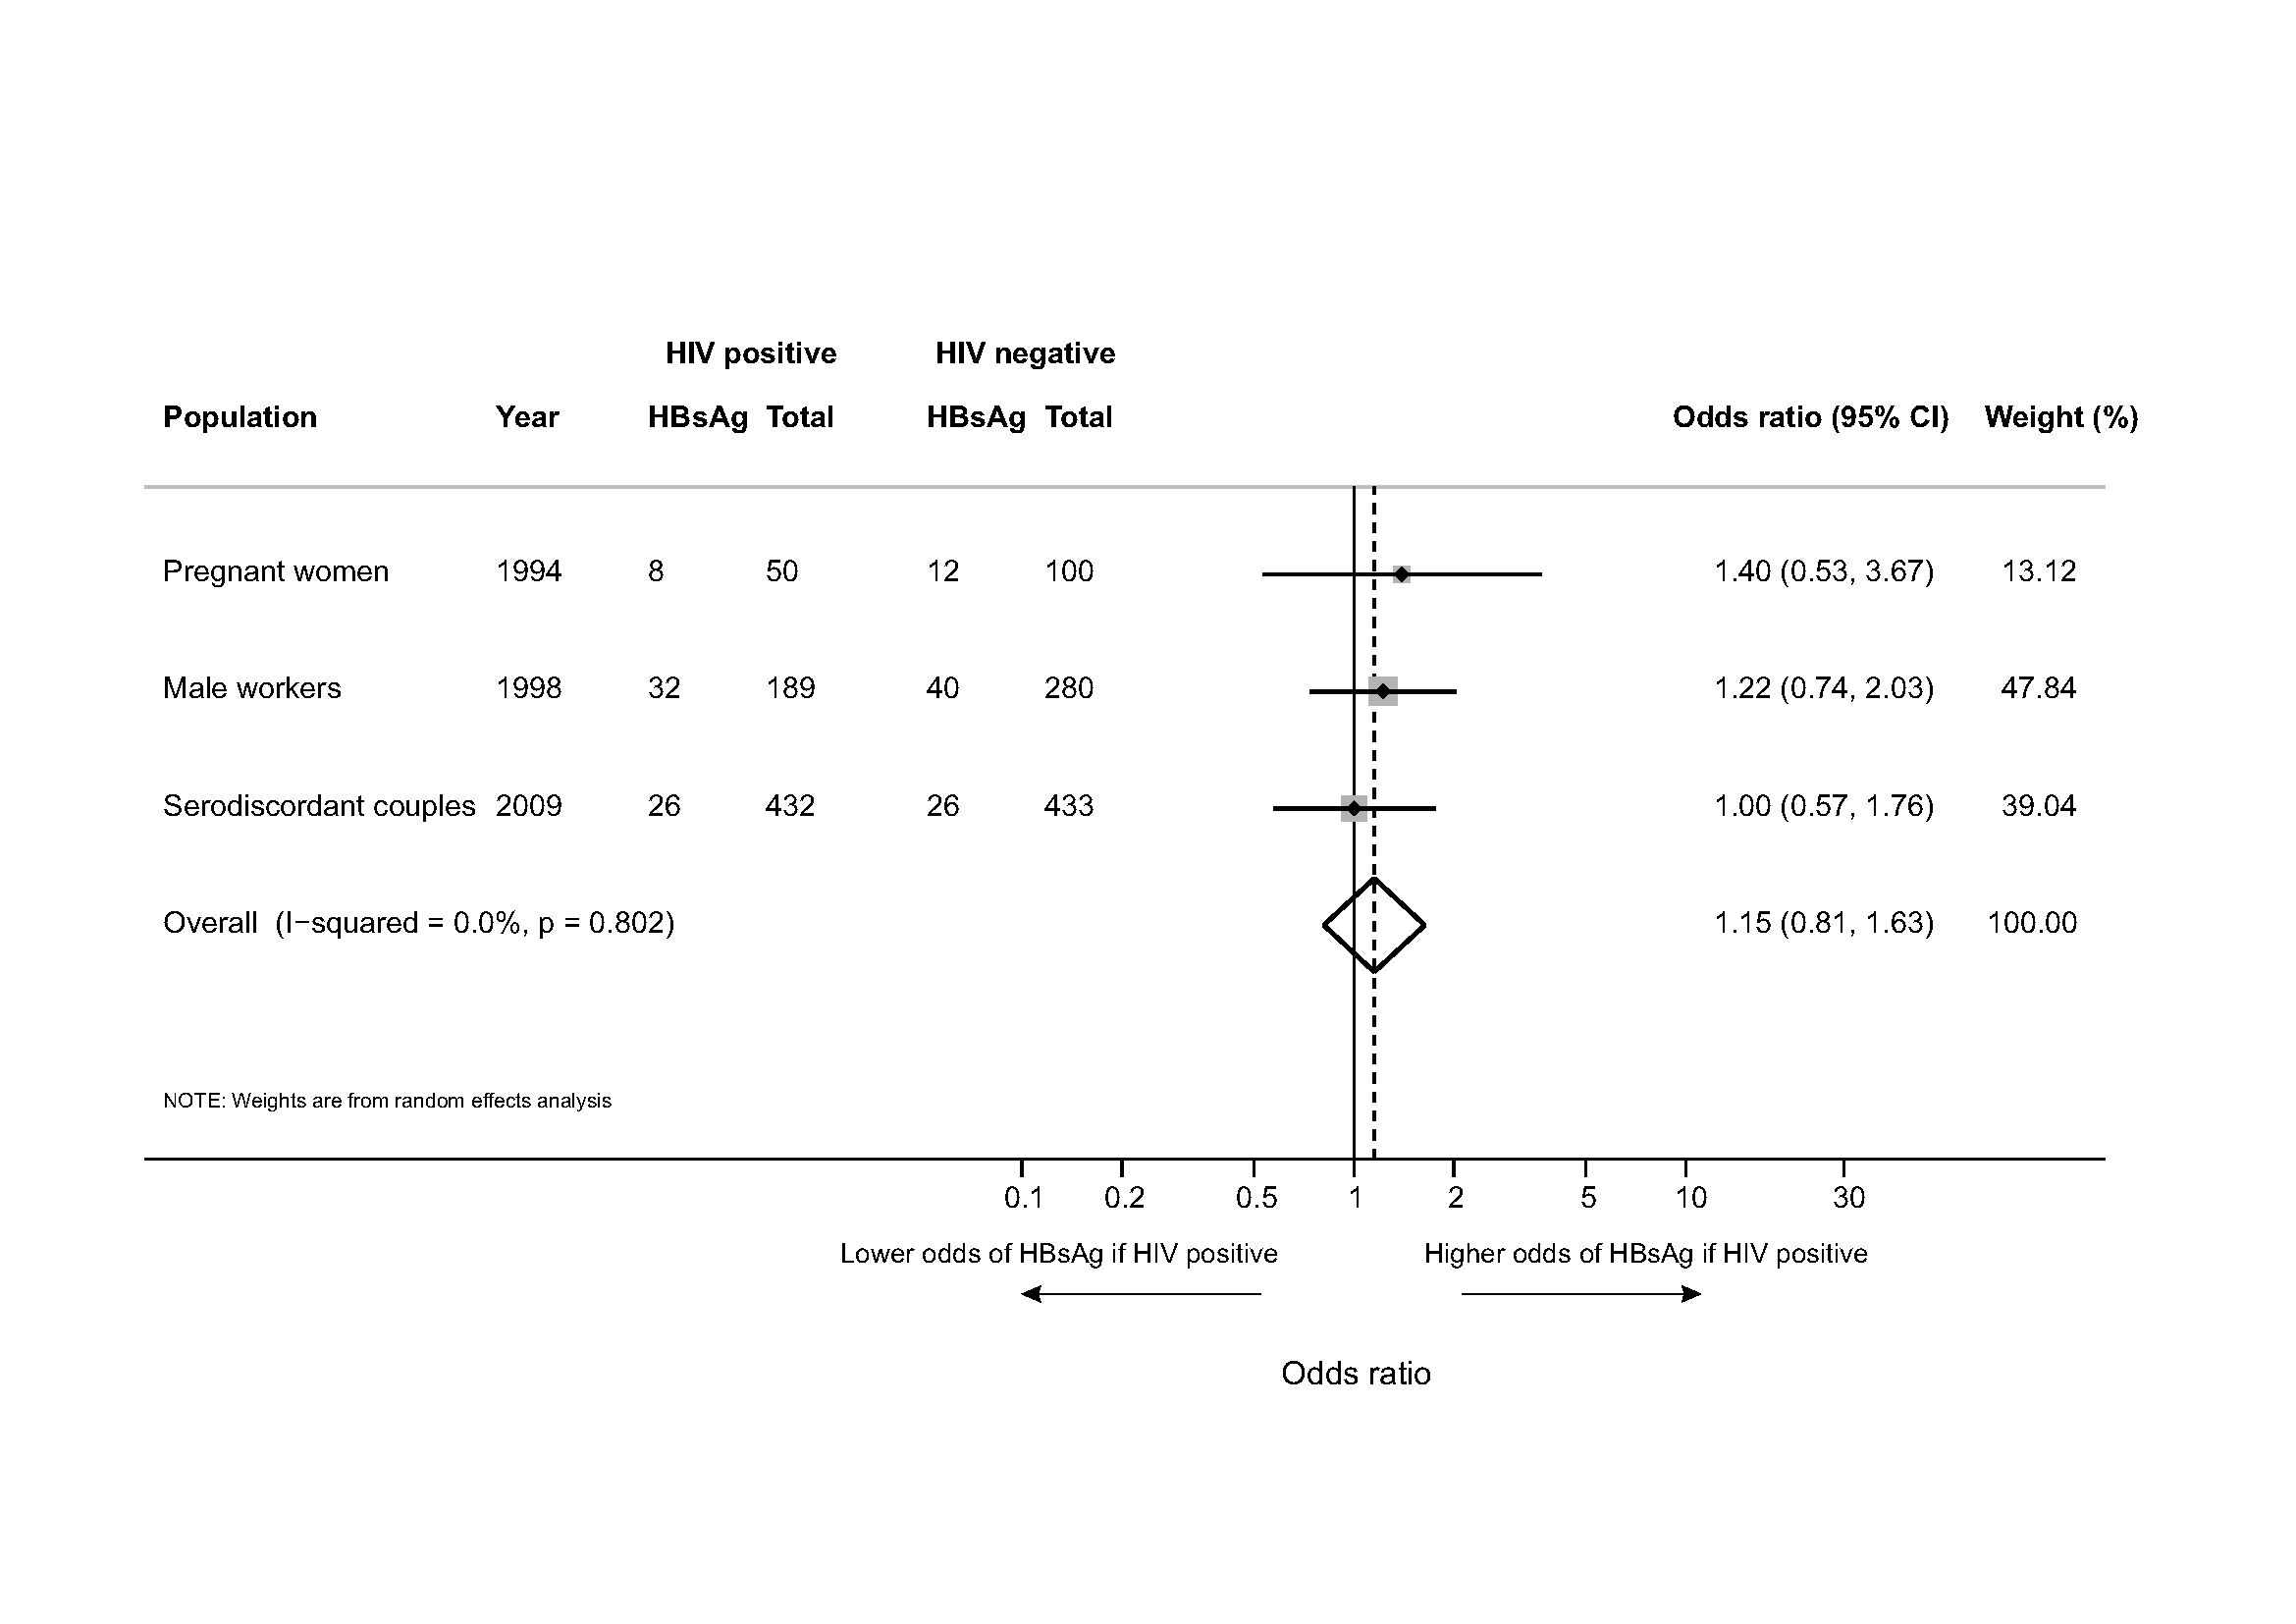 HIV positive HIV negative
Population Year HBsAg Total HBsAg Total Odds ratio (95% CI) Weight (%)
Pregnant women 1994 8 50 12 100 1.40 (0.53, 3.67) 13.12
Male workers 1998 32 189 40 280 1.22 (0.74, 2.03) 47.84
Serodiscordant couples 2009 26 432 26 433 1.00 (0.57, 1.76) 39.04
Overall (I−squared = 0.0%, p = 0.802) 1.15 (0.81, 1.63) 100.00
NOTE: Weights are from random effects analysis
0.1 0.2 0.5 1 2 5 10 30
Lower odds of HBsAg if HIV positive Higher odds of HBsAg if HIV positive
Odds ratio